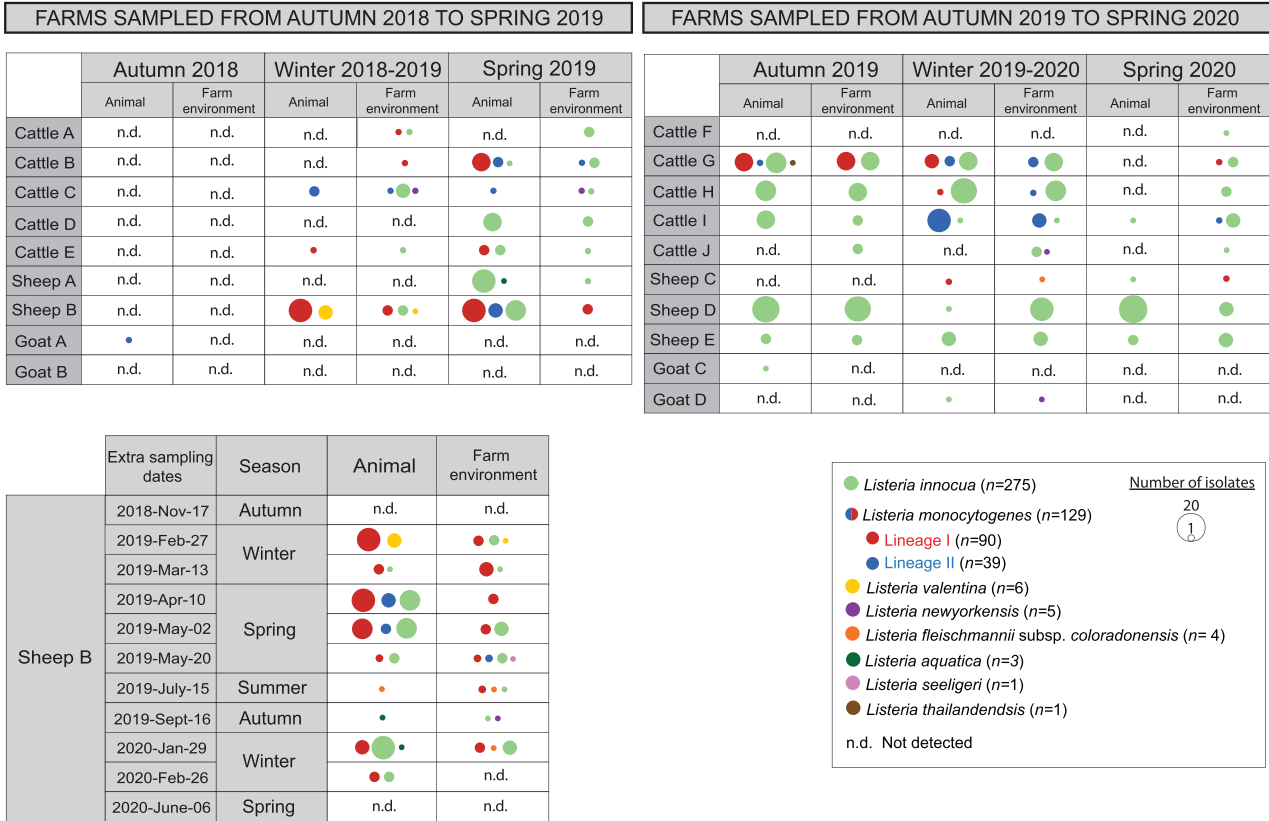 FARMS SAMPLED FROM AUTUMN 2018 TO SPRING 2019
Autumn 2018 Winter 2018-2019 Spring 2019
Animal Farm environment Animal Farm environment Animal Farm environment
Cattle A n.d. n.d. n.d. n.d.
Cattle B n.d. n.d. n.d.
Cattle C n.d. n.d.
Cattle D n.d. n.d. n.d. n.d.
Cattle E n.d. n.d.
Sheep A n.d. n.d. n.d. n.d.
Sheep B n.d. n.d.
Goat A n.d. n.d. n.d. n.d. n.d.
Goat B n.d. n.d. n.d. n.d. n.d. n.d.
FARMS SAMPLED FROM AUTUMN 2019 TO SPRING 2020
Autumn 2019 Winter 2019-2020 Spring 2020
Animal Farm environment Animal Farm environment Animal Farm environment
Cattle F n.d. n.d. n.d. n.d. n.d.
Cattle G n.d.
Cattle H n.d.
Cattle I
Cattle J n.d. n.d. n.d.
Sheep C n.d. n.d.
Sheep D
Sheep E
Goat C n.d. n.d. n.d. n.d. n.d.
Goat D n.d. n.d. n.d. n.d.
Extra sampling dates Season Animal Farm environment
Sheep B
2018-Nov-17 Autumn n.d. n.d.
2019-Feb-27
Winter
2019-Mar-13
2019-Apr-10
2019-May-02 Spring
2019-May-20
2019-July-15 Summer
2019-Sept-16 Autumn
2020-Jan-29
Winter
2020-Feb-26 n.d.
2020-June-06 Spring n.d. n.d.
Listeria innocua (n=275)
Listeria monocytogenes (n=129)
Lineage I (n=90)
Lineage II (n=39)
Listeria valentina (n=6)
Listeria newyorkensis (n=5)
Listeria fleischmannii subsp. coloradonensis (n= 4)
Listeria aquatica (n=3)
Listeria seeligeri (n=1)
Listeria thailandendsis (n=1)
n.d. Not detected
Number of isolates
20
1